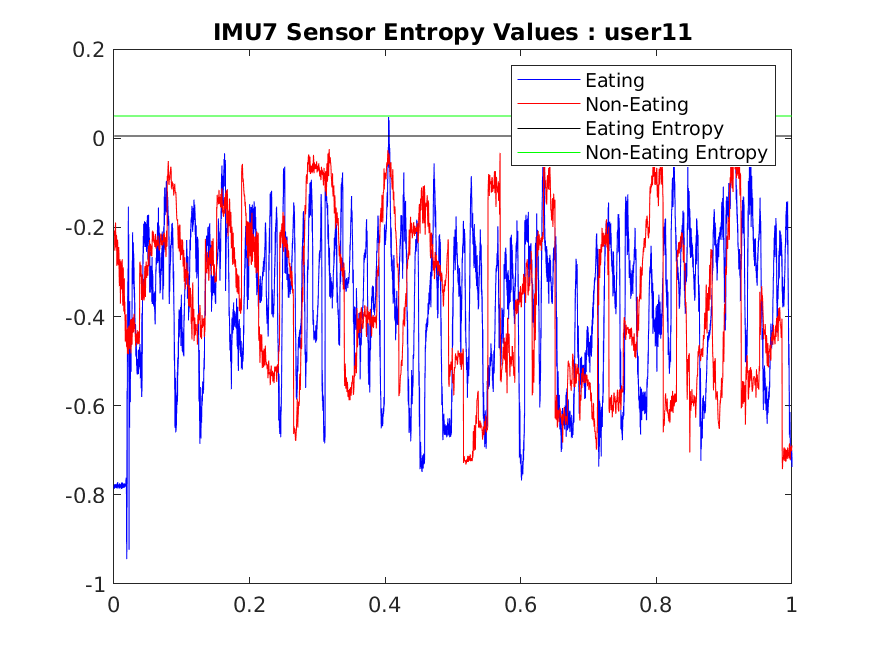 IMU7 Sensor Entropy Values : user11
Eating
Non-Eating
Eating Entropy
Non-Eating Entropy
0.2
0
-0.2
-0.4
-0.6
-0.8
-1
0 0.2 0.4 0.6 0.8 1